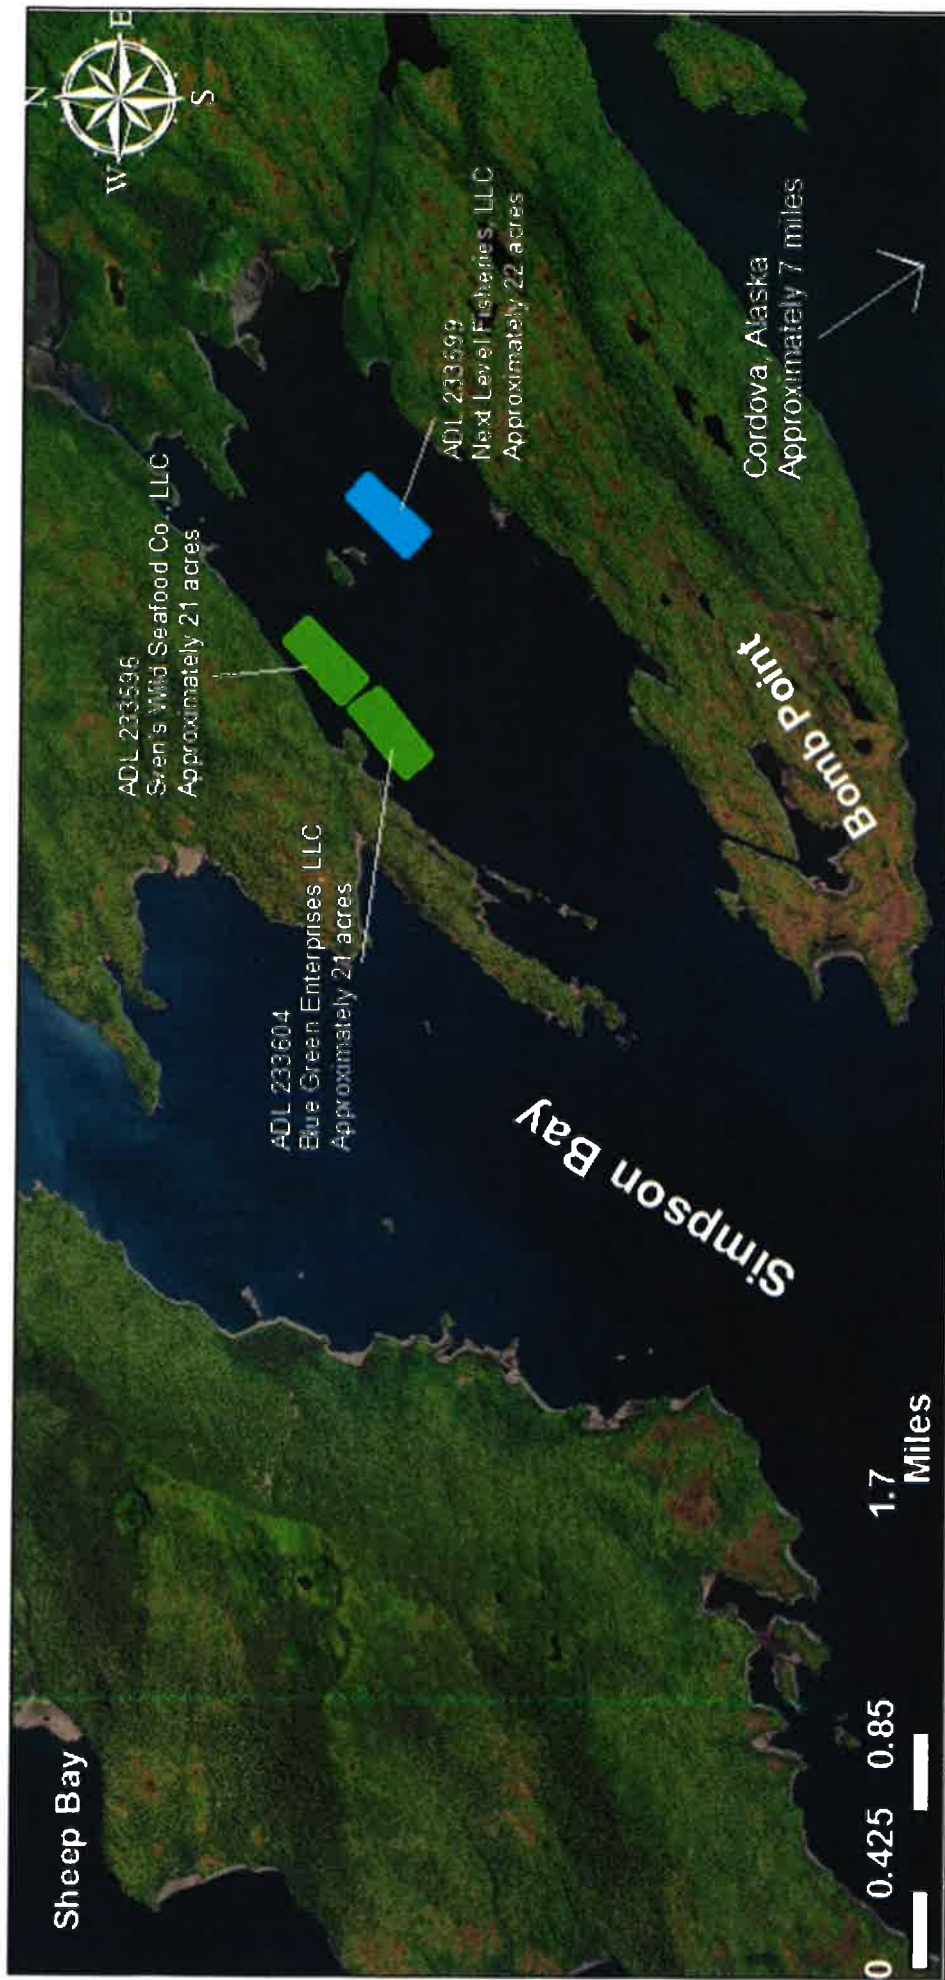 Sheep Bay
ADL
Sven's Wild Seafood Co., LLC
Approximately 21 acres
N
W E
S
ADL 233604
Blue Green Enterprises, LLC
Approximately 21 acres
ADL
Next Level Fisheries, LLC
Approximately 22 acres
Simpson Bay
Bomb Point
Cordova, Alaska
Approximately 7 miles
0 0.425 0.85 1.7
Miles